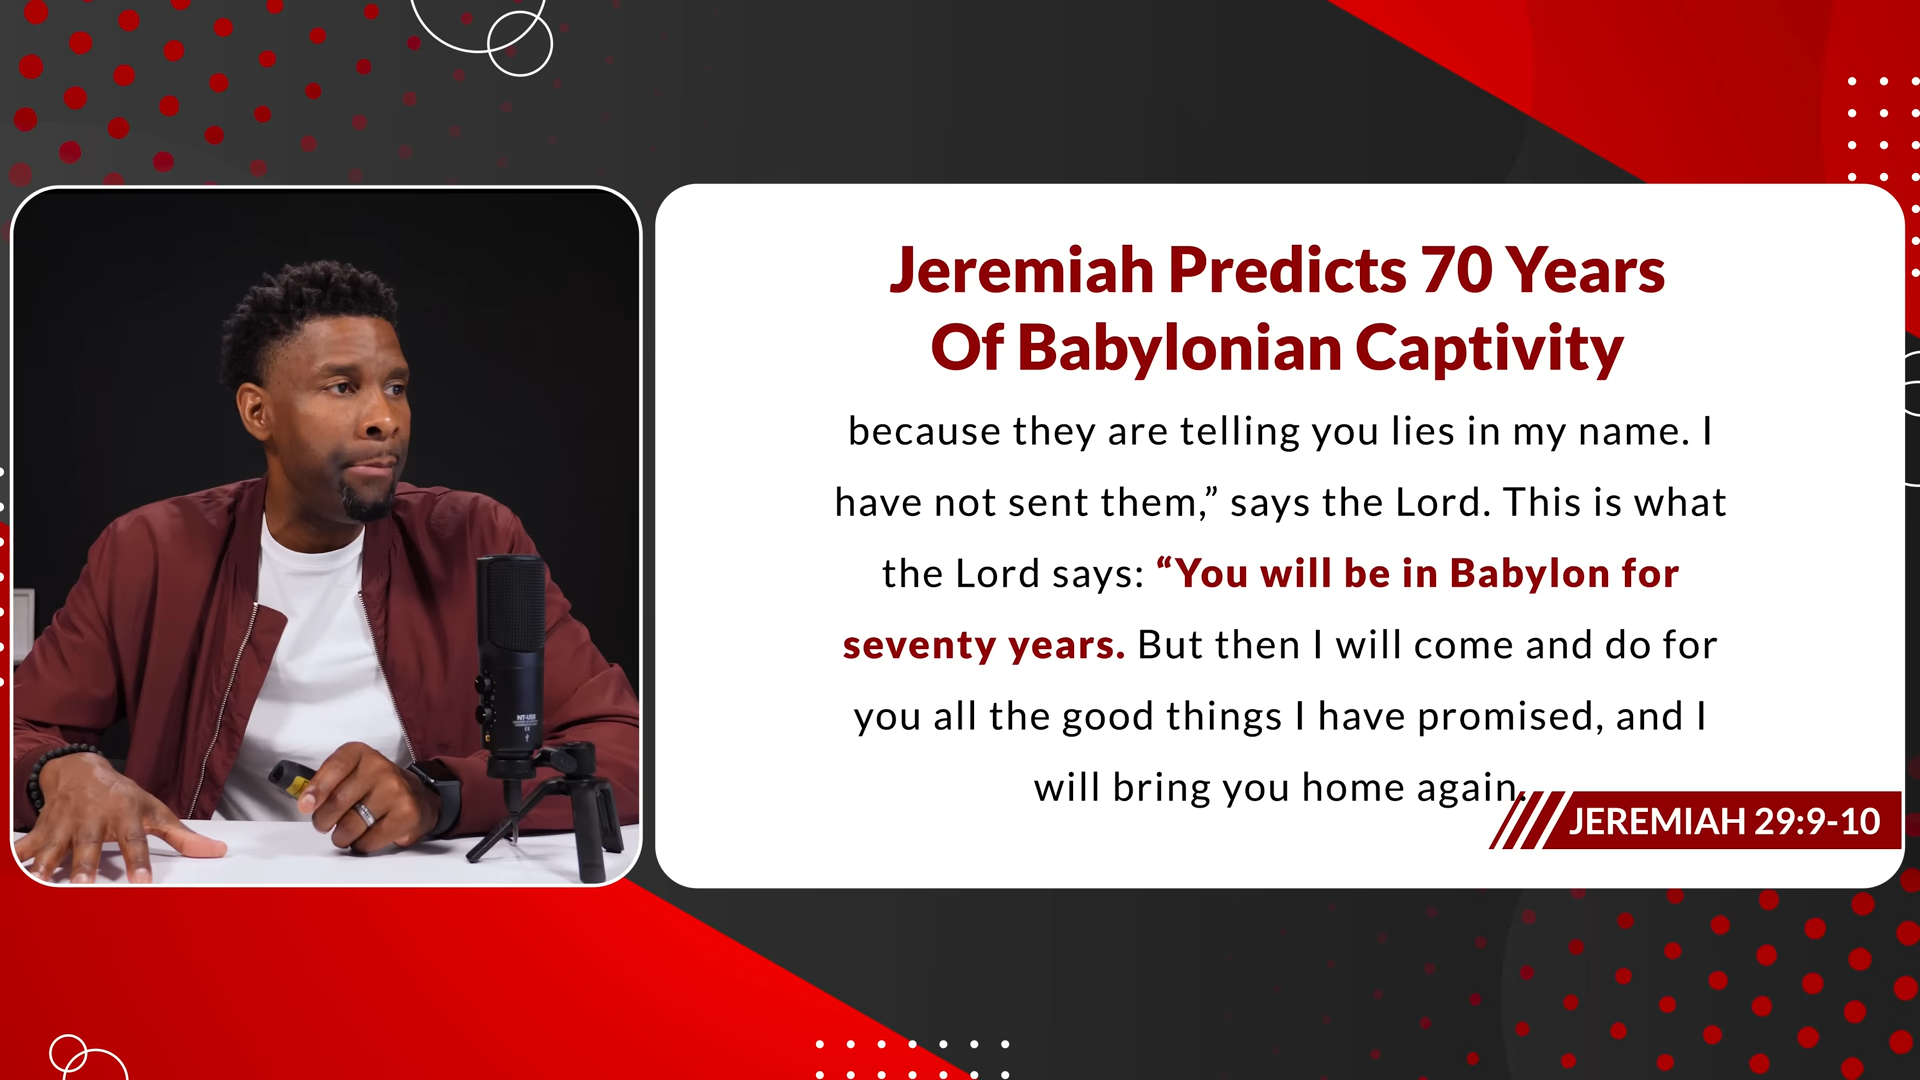 Jeremiah Predicts 70 Years
Of Babylonian Captivity
because they are telling you lies in my name. I
have not sent them,” says the Lord. This is what
the Lord says: “You will be in Babylon for
seventy years. But then I will come and do for
you all the good things I have promised, and I
will bring you home again.
JEREMIAH 29:9-10
NT-USB